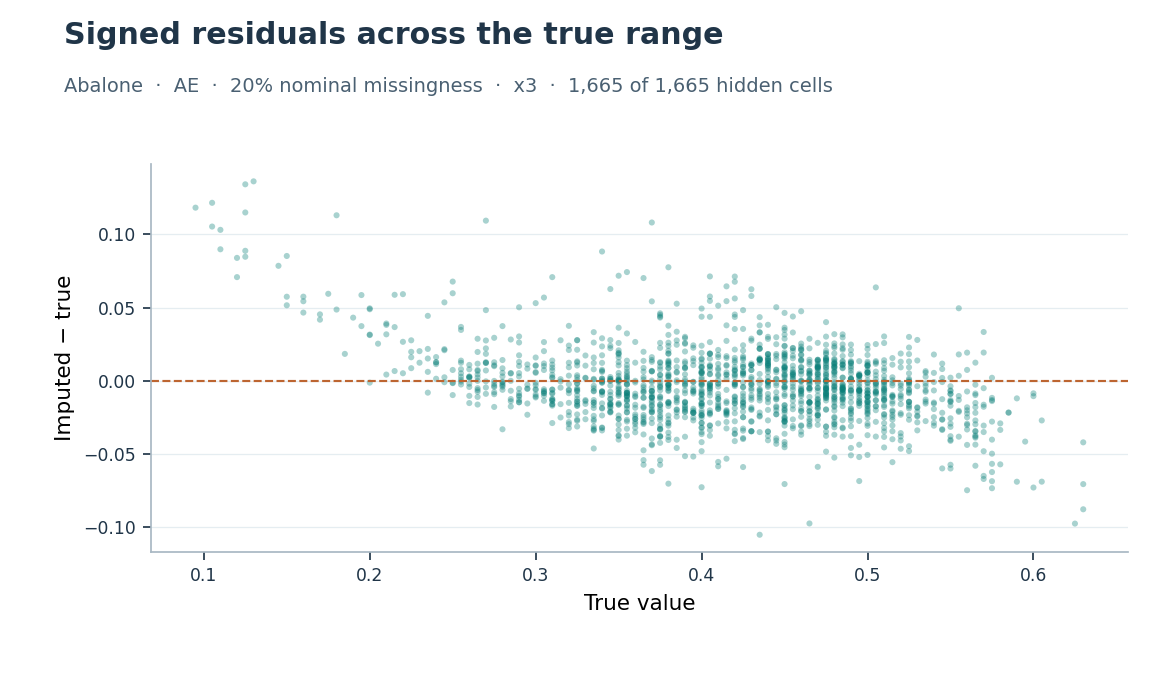 Signed residuals across the true range
Abalone · AE · 20% nominal missingness · x3 · 1,665 of 1,665 hidden cells
Imputed − true
0.10
0.05
0.00
−0.05
−0.10
0.1 0.2 0.3 0.4 0.5 0.6
True value